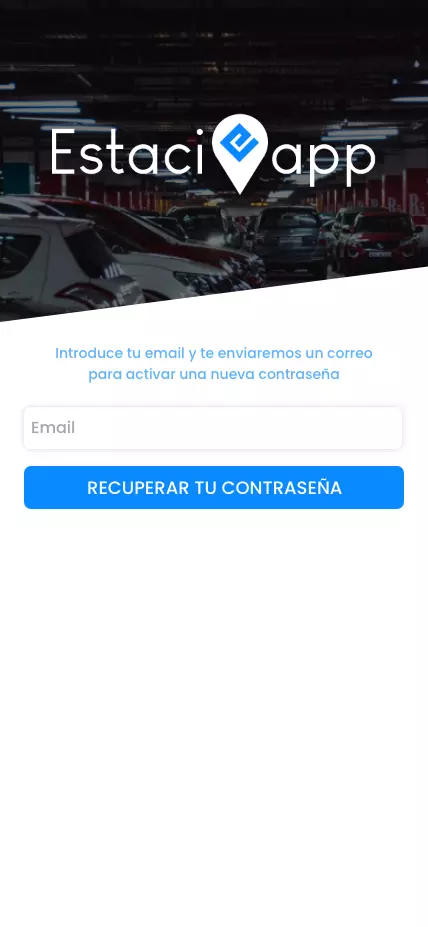 Estaci app
Introduce tu email y te enviaremos un correo
para activar una nueva contraseña
Email
RECUPERAR TU CONTRASEÑA